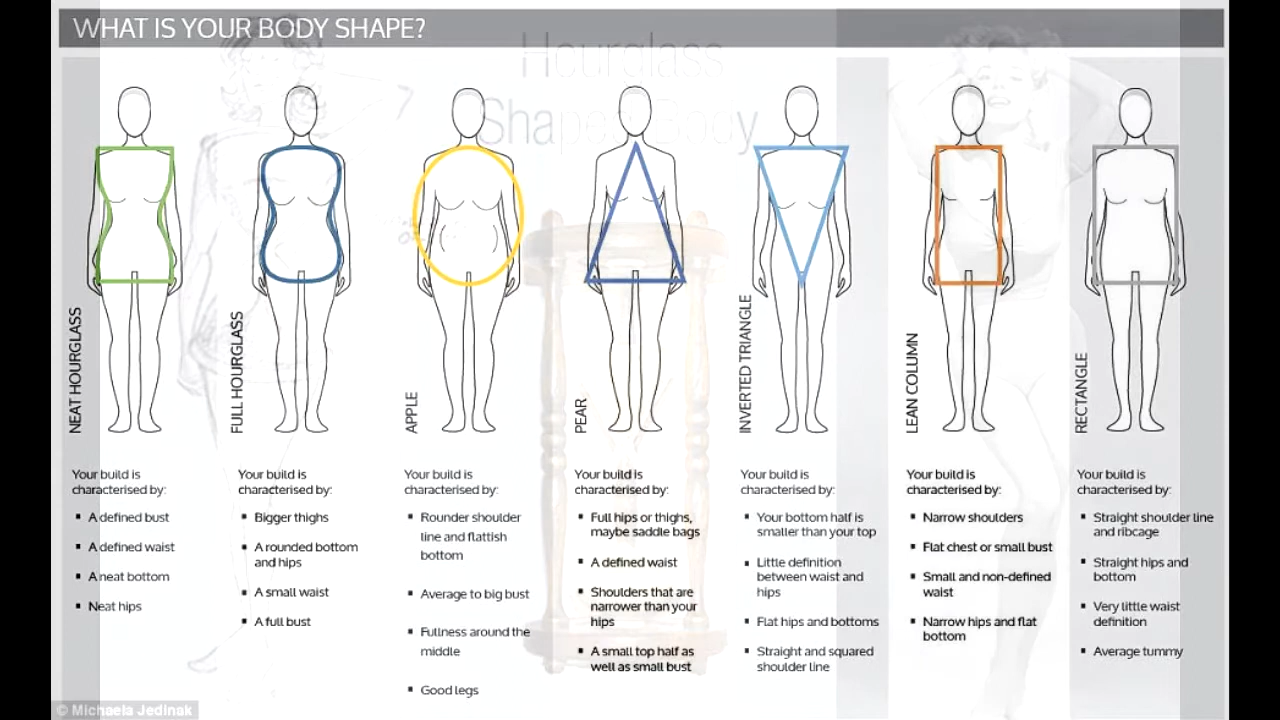 WHAT IS YOUR BODY SHAPE?
Hourglass
Shaped Body
NEAT HOURGLASS
Your build is
characterised by:
▪ A defined bust
▪ A defined waist
▪ A neat bottom
▪ Neat hips
FULL HOURGLASS
Your build is
characterised by:
▪ Bigger thighs
▪ A rounded bottom
and hips
▪ A small waist
▪ A full bust
APPLE
Your build is
characterised by:
▪ Rounder shoulder
line and flattish
bottom
▪ Average to big bust
▪ Fullness around the
middle
▪ Good legs
PEAR
Your build is
characterised by:
▪ Full hips or thighs,
maybe saddle bags
▪ A defined waist
▪ Shoulders that are
narrower than your
hips
▪ A small top half as
well as small bust
INVERTED TRIANGLE
Your build is
characterised by:
▪ Your bottom half is
smaller than your top
▪ Little definition
between waist and
hips
▪ Flat hips and bottoms
▪ Straight and squared
shoulder line
LEAN COLUMN
Your build is
characterised by:
▪ Narrow shoulders
▪ Flat chest or small bust
▪ Small and non-defined
waist
▪ Narrow hips and flat
bottom
RECTANGLE
Your build is
characterised by:
▪ Straight shoulder line
and ribcage
▪ Straight hips and
bottom
▪ Very little waist
definition
▪ Average tummy
© Michaela Jedinak